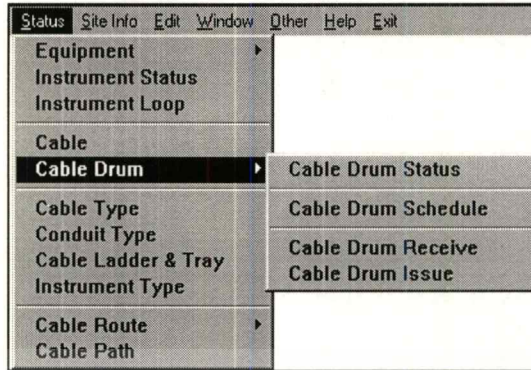 Status Site Info Edit Window Other Help Exit
Equipment
Instrument Status
Instrument Loop
Cable
Cable Drum
Cable Drum Status
Cable Drum Schedule
Cable Drum Receive
Cable Drum Issue
Cable Type
Conduit Type
Cable Ladder & Tray
Instrument Type
Cable Route
Cable Path